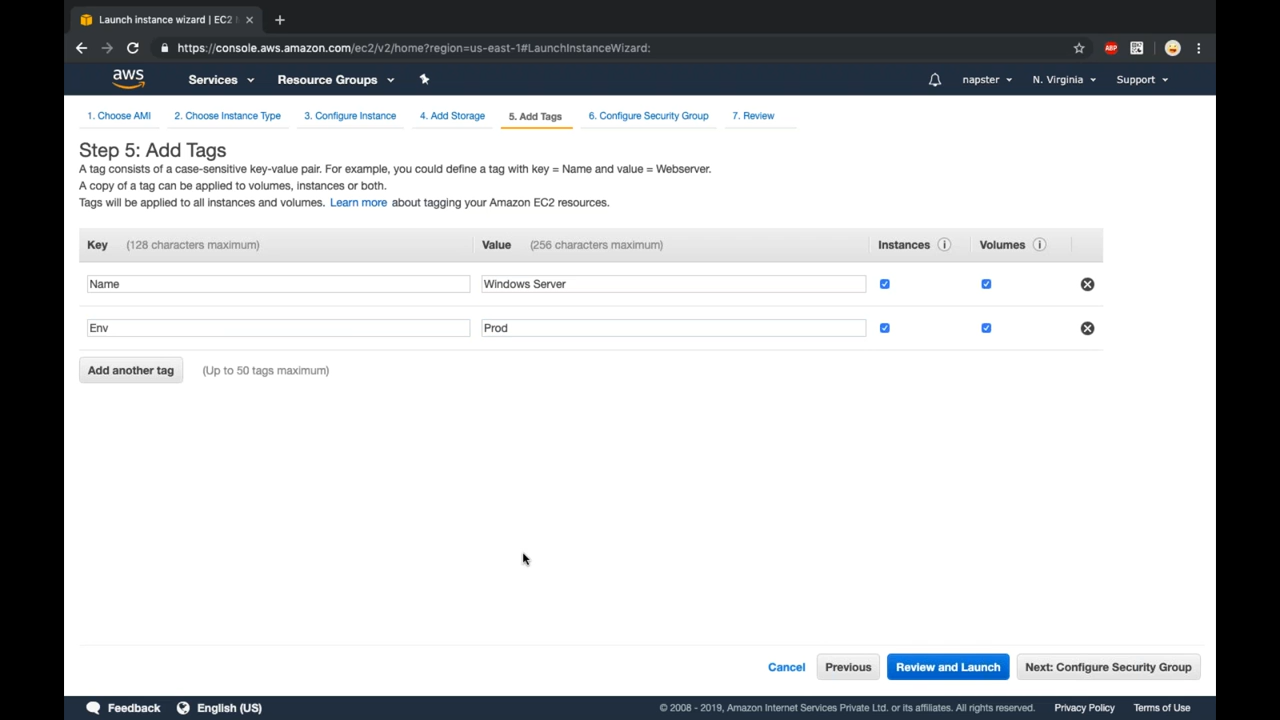 Launch instance wizard | EC2
https://console.aws.amazon.com/ec2/v2/home?region=us-east-1#LaunchInstanceWizard:
ABP
aws Services Resource Groups napster N. Virginia Support
1. Choose AMI 2. Choose Instance Type 3. Configure Instance 4. Add Storage 5. Add Tags 6. Configure Security Group 7. Review
Step 5: Add Tags
A tag consists of a case-sensitive key-value pair. For example, you could define a tag with key = Name and value = Webserver.
A copy of a tag can be applied to volumes, instances or both.
Tags will be applied to all instances and volumes. Learn more about tagging your Amazon EC2 resources.
Key (128 characters maximum) Value (256 characters maximum) Instances i Volumes i
Name Windows Server
Env Prod
Add another tag (Up to 50 tags maximum)
Cancel Previous Review and Launch Next: Configure Security Group
Feedback English (US) © 2008 - 2019, Amazon Internet Services Private Ltd. or its affiliates. All rights reserved. Privacy Policy Terms of Use